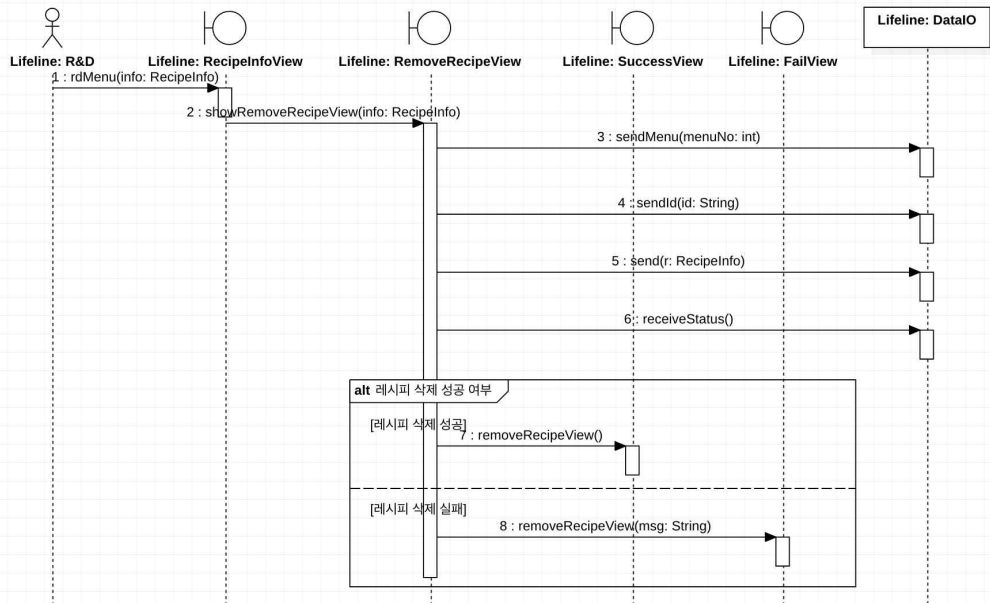 Lifeline: R&D
Lifeline: RecipeInfoView
Lifeline: RemoveRecipeView
Lifeline: SuccessView
Lifeline: FailView
Lifeline: DataIO
1 : rdMenu(info: RecipeInfo)
2 : showRemoveRecipeView(info: RecipeInfo)
3 : sendMenu(menuNo: int)
4 : sendId(id: String)
5 : send(r: RecipeInfo)
6 : receiveStatus()
alt 레시피 삭제 성공 여부
[레시피 삭제 성공]
7 : removeRecipeView()
[레시피 삭제 실패]
8 : removeRecipeView(msg: String)